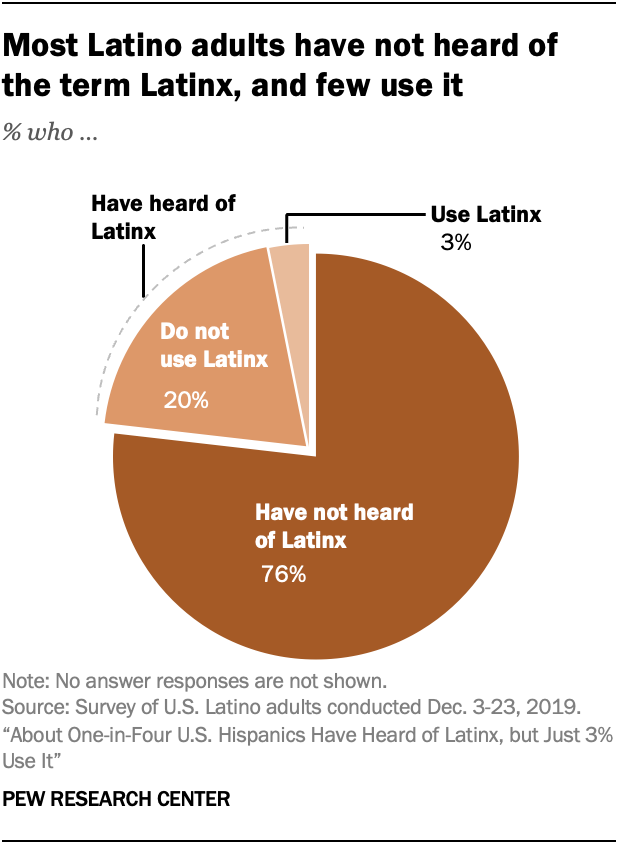 Most Latino adults have not heard of
the term Latinx, and few use it
% who ...
Have heard of
Latinx
Use Latinx
3%
Do not
use Latinx
20%
Have not heard
of Latinx
76%
Note: No answer responses are not shown.
Source: Survey of U.S. Latino adults conducted Dec. 3-23, 2019.
“About One-in-Four U.S. Hispanics Have Heard of Latinx, but Just 3%
Use It”
PEW RESEARCH CENTER